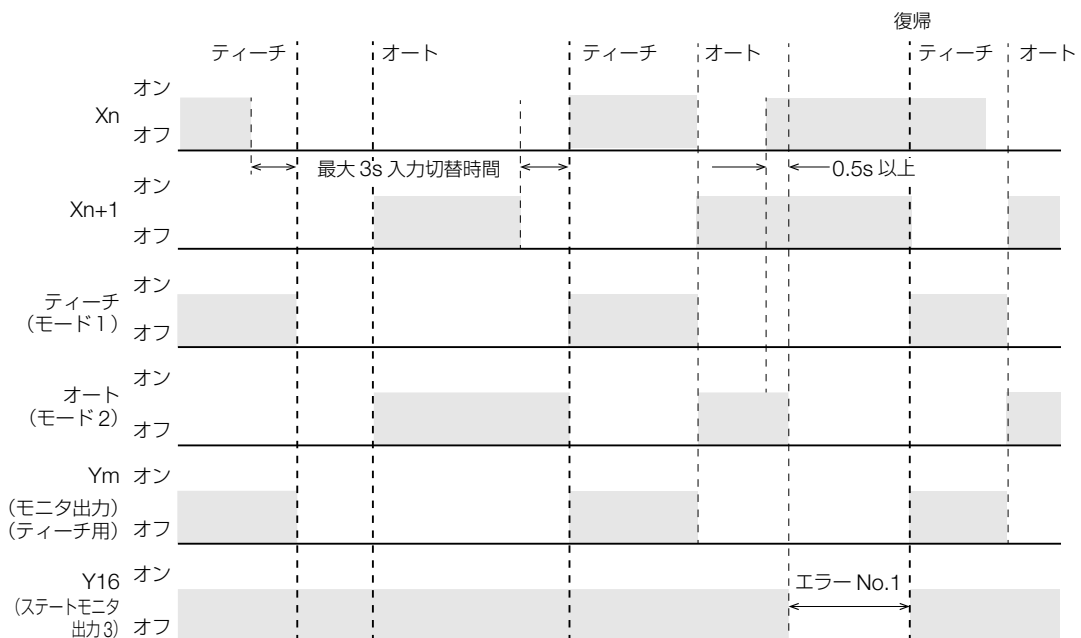 復帰
ティーチ オート ティーチ オート ティーチ オート
オン
Xn
オフ
最大 3s 入力切替時間 0.5s 以上
オン
Xn+1
オフ
オン
ティーチ
(モード1)
オフ
オン
オート
(モード2)
オフ
Ym オン
(モニタ出力)
(ティーチ用) オフ
Y16 オン エラー No.1
(ステートモニタ
出力3) オフ